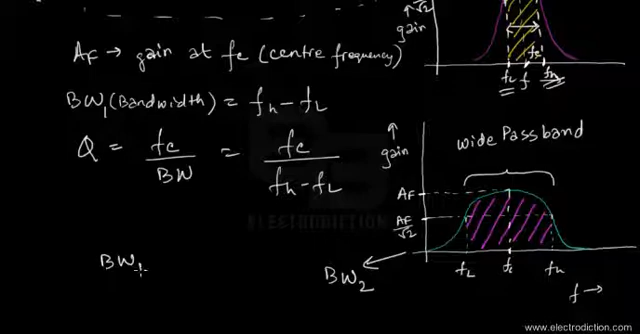 √2
gain
AF → gain at fc (centre frequency)
fL f fc fh
BW1 (Bandwidth) = fh - fL
Q = fc / BW = fc / fh - fL
gain
wide Passband
AF
AF/√2
ELECTRODICTION
BW1
BW2
fL fc fh
f →
www.electrodiction.com